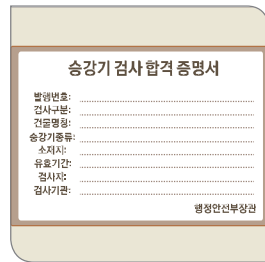 승강기 검사 합격 증명서
발행번호:
검사구분:
건물명칭:
승강기종류:
소재지:
유효기간:
검사자:
검사기관:
행정안전부장관